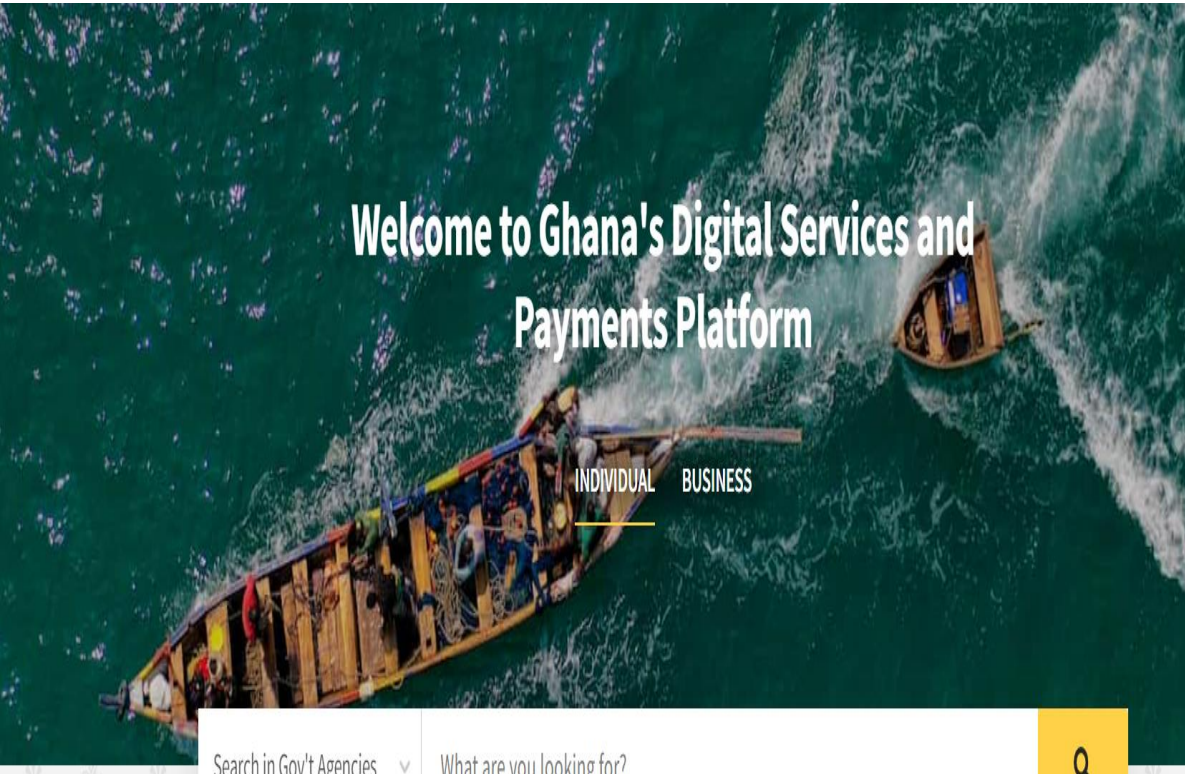 Welcome to Ghana's Digital Services and
Payments Platform
INDIVIDUAL BUSINESS
Search in Gov't Agencies What are you looking for?